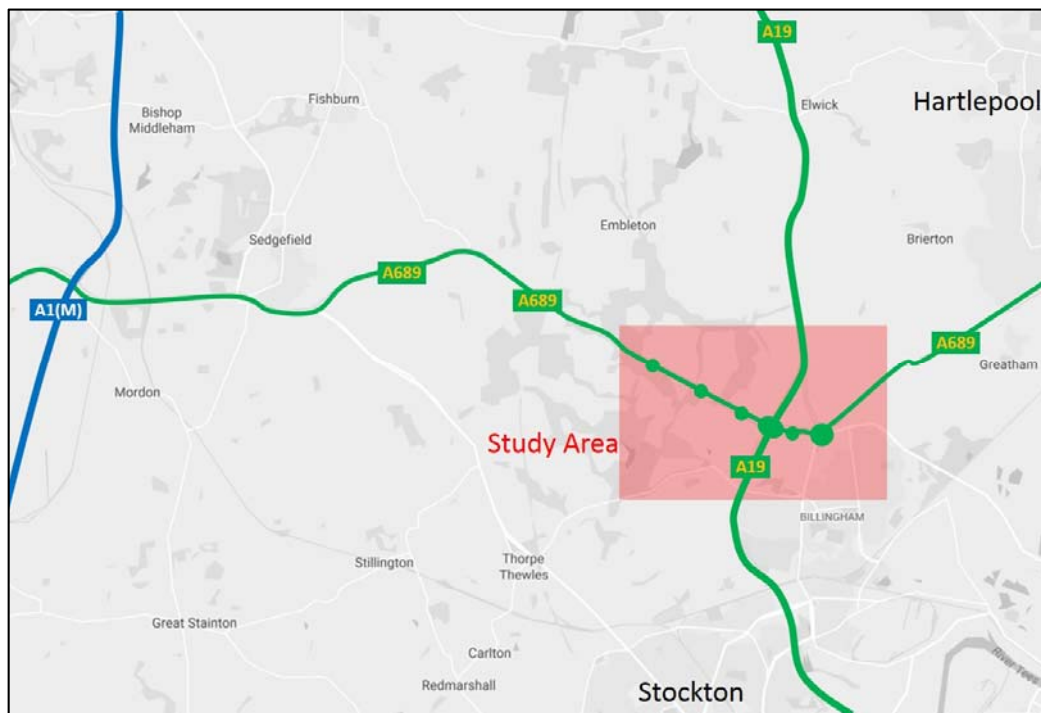 A19
Hartlepool
Elwick
Fishburn
Bishop
Middleham
Embleton
Sedgefield
Brierton
A689
A689
A1(M)
A689
Greatham
Mordon
Study Area
A19
BILLINGHAM
Stillington
Thorpe
Thewles
Great Stainton
Carlton
Redmarshall
Stockton
River Tees